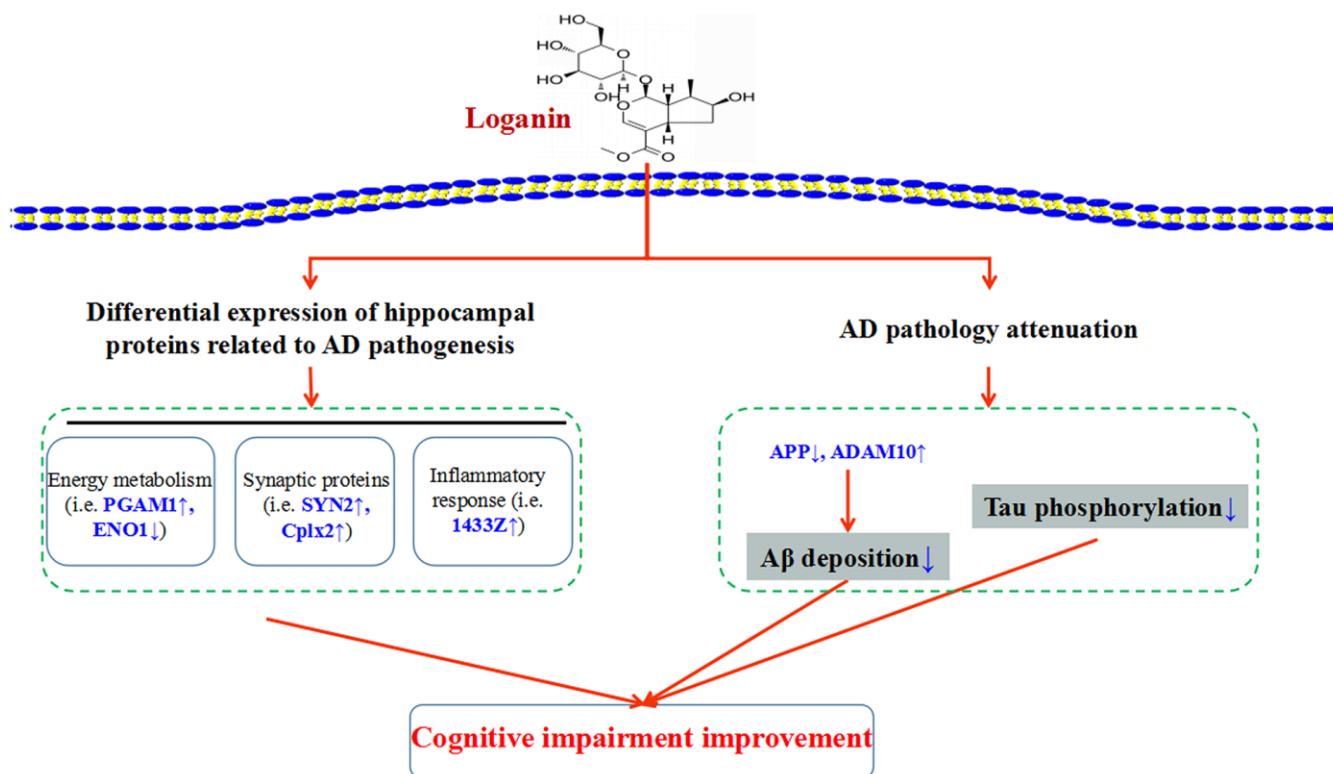 HO
HO
HO
O
OH
H
O
H
H
O
OH
H
O
O
Loganin
Differential expression of hippocampal
proteins related to AD pathogenesis
AD pathology attenuation
Energy metabolism
(i.e. PGAM1↑,
ENO1↓)
Synaptic proteins
(i.e. SYN2↑,
Cplx2↑)
Inflammatory
response (i.e.
1433Z↑)
APP↓, ADAM10↑
Aβ deposition↓
Tau phosphorylation↓
Cognitive impairment improvement